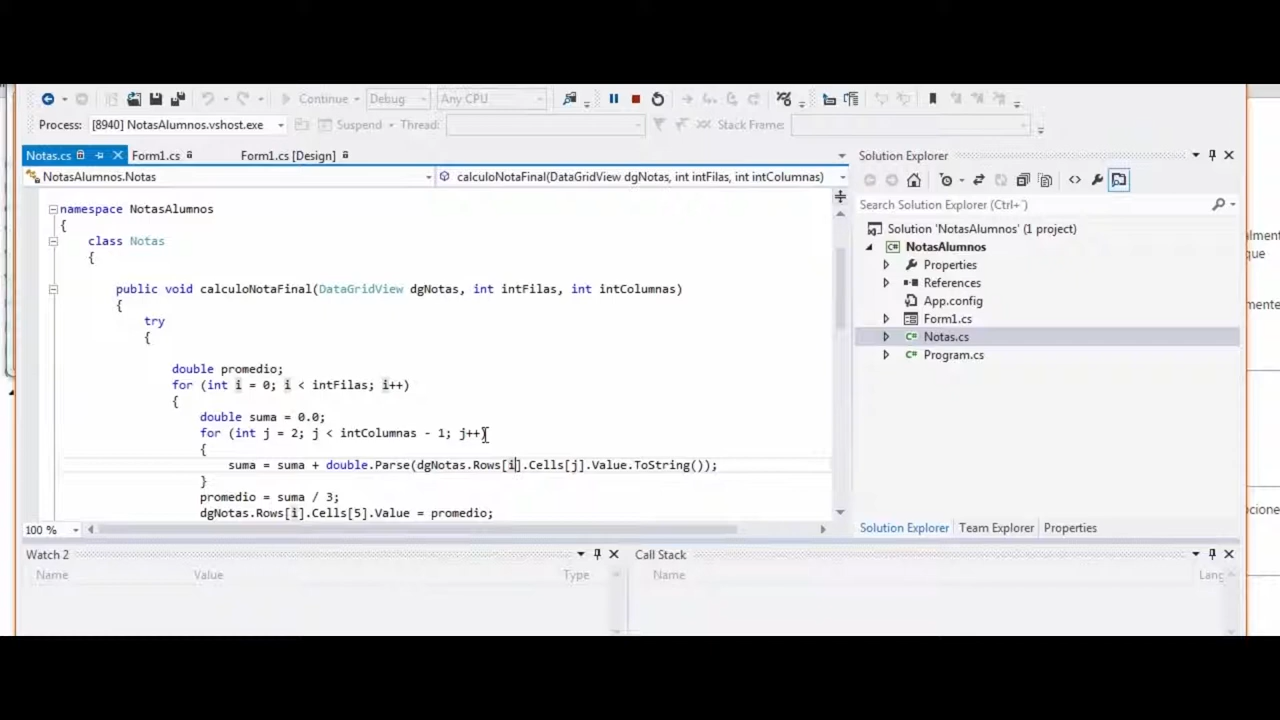 Continue Debug Any CPU
Process: [8940] NotasAlumnos.vshost.exe Suspend Thread: Stack Frame:
Notas.cs Form1.cs Form1.cs [Design]
NotasAlumnos.Notas calculoNotaFinal(DataGridView dgNotas, int intFilas, int intColumnas)
namespace NotasAlumnos
{
class Notas
{
public void calculoNotaFinal(DataGridView dgNotas, int intFilas, int intColumnas)
{
try
{
double promedio;
for (int i = 0; i < intFilas; i++)
{
double suma = 0.0;
for (int j = 2; j < intColumnas - 1; j++)
{
suma = suma + double.Parse(dgNotas.Rows[i].Cells[j].Value.ToString());
}
promedio = suma / 3;
dgNotas.Rows[i].Cells[5].Value = promedio;
100 %
Solution Explorer
Search Solution Explorer (Ctrl+¨)
Solution 'NotasAlumnos' (1 project)
NotasAlumnos
Properties
References
App.config
Form1.cs
Notas.cs
Program.cs
Solution Explorer Team Explorer Properties
Watch 2
Name Value Type
Call Stack
Name Lang
alment
que
mente
ocione